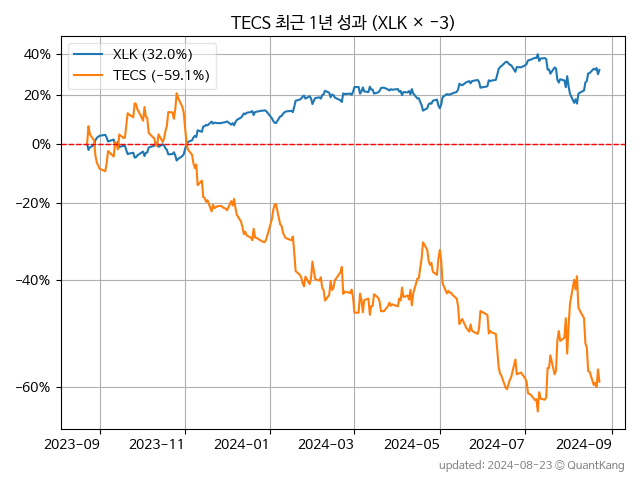 TECS 최근 1년 성과 (XLK × −3)
XLK (32.0%)
TECS (−59.1%)
40%
20%
0%
−20%
−40%
−60%
2023-09 2023-11 2024-01 2024-03 2024-05 2024-07 2024-09
updated: 2024-08-23 © QuantKang